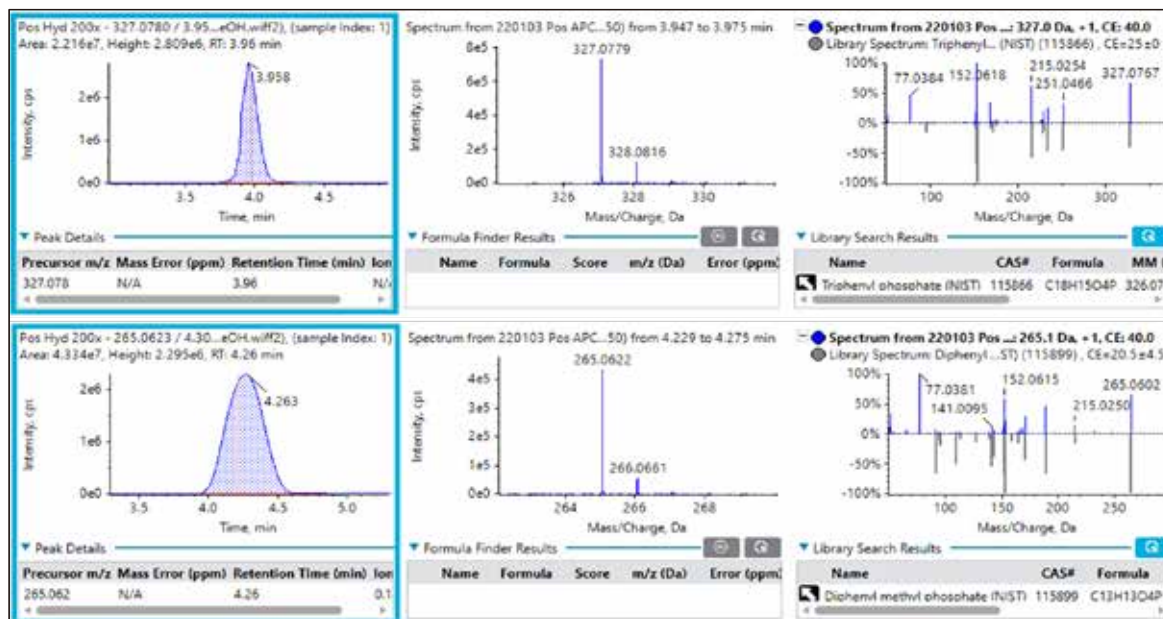 Pos Hyd 200x - 327.0780 / 3.95...eOH.wiff2), (sample Index: 1)
Area: 2.216e7, Height: 2.809e6, RT: 3.96 min
Intensity, cps
2e6
1e6
0e0
3.958
3.5 4.0 4.5
Time, min
Peak Details
Precursor m/z Mass Error (ppm) Retention Time (min) Ion
327.078 N/A 3.96 N/A
Spectrum from 220103 Pos APC...50) from 3.947 to 3.975 min
Intensity, cps
8e5
6e5
4e5
2e5
0e0
327.0779
328.0816
326 328 330
Mass/Charge, Da
Formula Finder Results
Name Formula Score m/z (Da) Error (ppm)
Spectrum from 220103 Pos ...: 327.0 Da, +1, CE: 40.0
Library Spectrum: Triphenyl... (NIST) (115866) , CE=25±0
100%
50%
0%
-50%
-100%
77.0384
152.0618
215.0254
251.0466
327.0767
100 200 300
Mass/Charge, Da
Library Search Results
Name CAS# Formula MM
Triphenyl phosphate (NIST) 115866 C18H15O4P 326.07
Pos Hyd 200x - 265.0623 / 4.30...eOH.wiff2), (sample Index: 1)
Area: 4.334e7, Height: 2.295e6, RT: 4.26 min
Intensity, cps
2e6
1e6
0e0
4.263
3.5 4.0 4.5 5.0
Time, min
Peak Details
Precursor m/z Mass Error (ppm) Retention Time (min) Ion
265.062 N/A 4.26 0.1
Spectrum from 220103 Pos APC...50) from 4.229 to 4.275 min
Intensity, cps
4e5
3e5
2e5
1e5
0e0
265.0622
266.0661
264 266 268
Mass/Charge, Da
Formula Finder Results
Name Formula Score m/z (Da) Error (ppm)
Spectrum from 220103 Pos ...: 265.1 Da, +1, CE: 40.0
Library Spectrum: Diphenyl ...ST) (115899) , CE=20.5±4.5
100%
50%
0%
-50%
-100%
77.0381
141.0095
152.0615
215.0250
265.0602
100 150 200 250
Mass/Charge, Da
Library Search Results
Name CAS# Formula
Diphenyl methyl phosphate (NIST) 115899 C13H13O4P